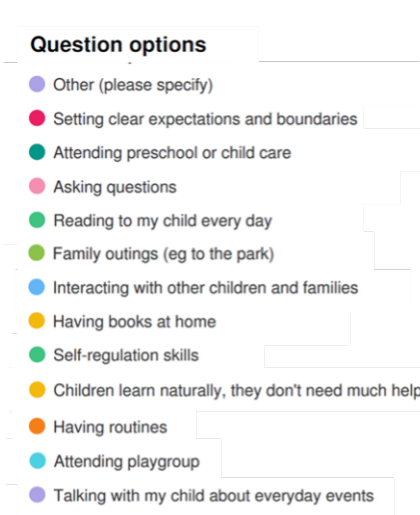 Question options
Other (please specify)
Setting clear expectations and boundaries
Attending preschool or child care
Asking questions
Reading to my child every day
Family outings (eg to the park)
Interacting with other children and families
Having books at home
Self-regulation skills
Children learn naturally, they don't need much help
Having routines
Attending playgroup
Talking with my child about everyday events